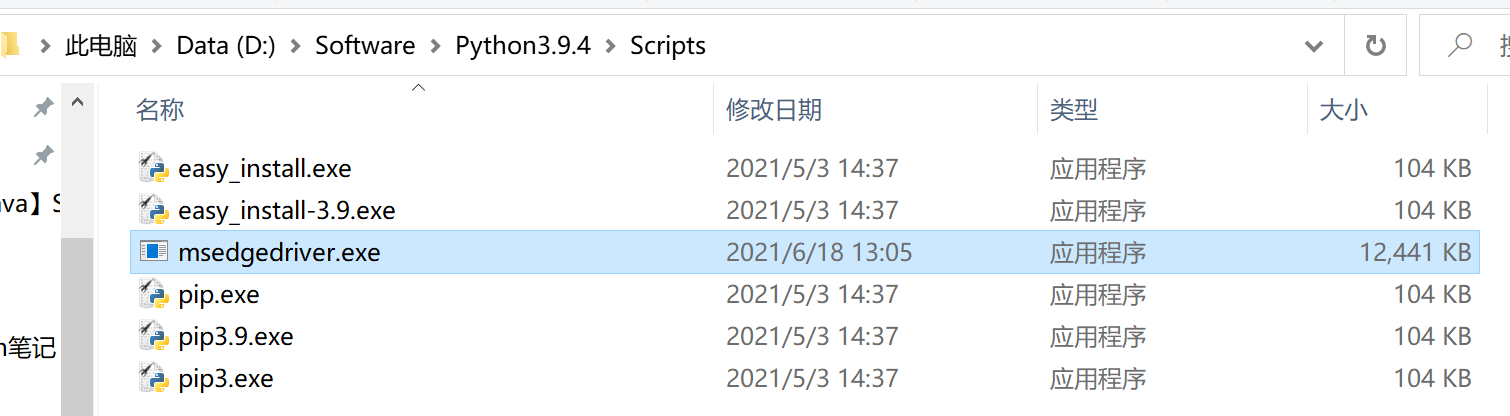 此电脑 > Data (D:) > Software > Python3.9.4 > Scripts
名称 修改日期 类型 大小
easy_install.exe 2021/5/3 14:37 应用程序 104 KB
easy_install-3.9.exe 2021/5/3 14:37 应用程序 104 KB
msedgedriver.exe 2021/6/18 13:05 应用程序 12,441 KB
pip.exe 2021/5/3 14:37 应用程序 104 KB
pip3.9.exe 2021/5/3 14:37 应用程序 104 KB
pip3.exe 2021/5/3 14:37 应用程序 104 KB
笔记